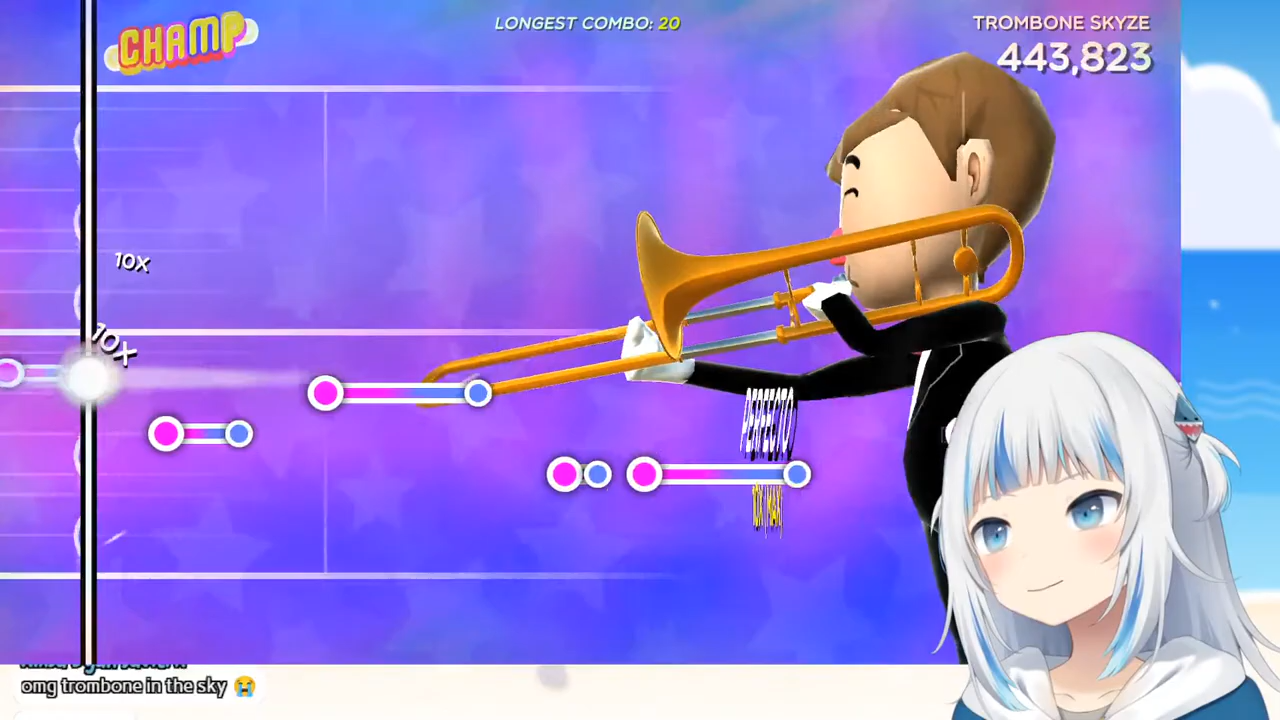 CHAMP
LONGEST COMBO: 20
TROMBONE SKYZE
443,823
10X
10X
PERFECTO
omg trombone in the sky 😭